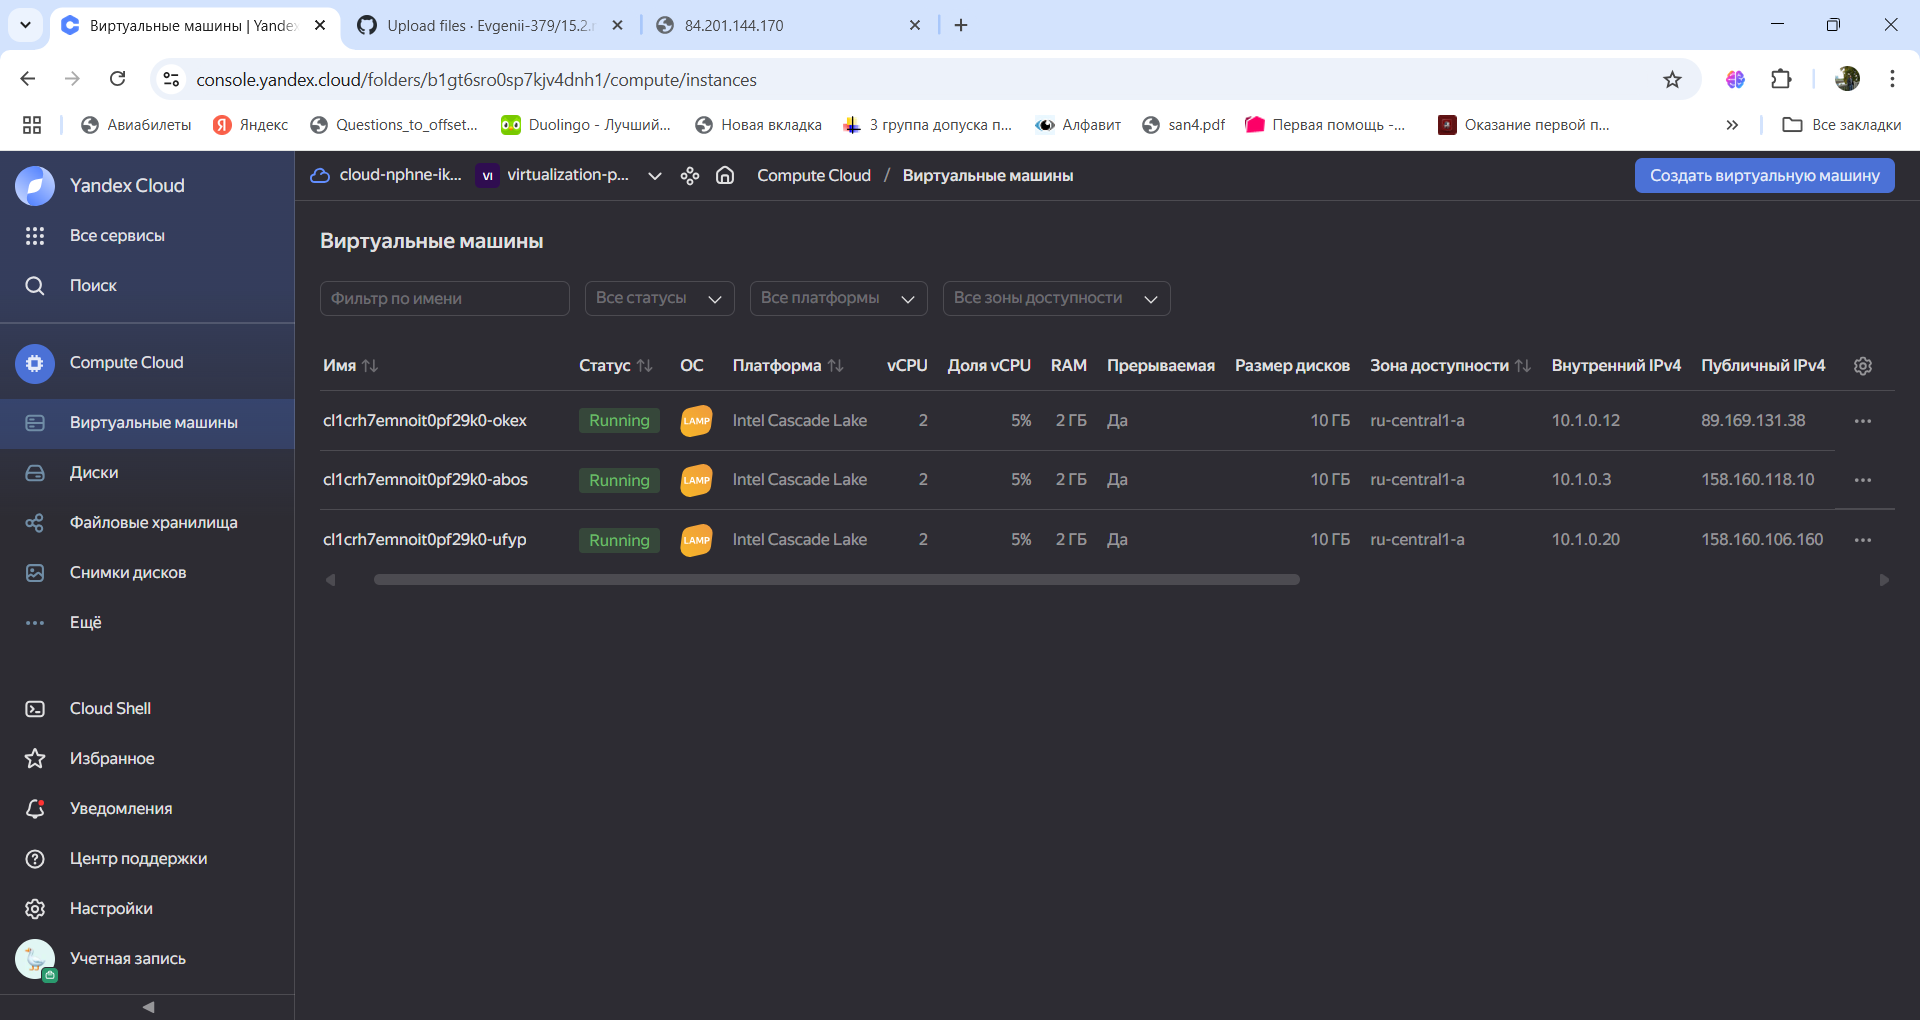 Виртуальные машины | Yande
Upload files · Evgenii-379/15.2.
84.201.144.170
console.yandex.cloud/folders/b1gt6sro0sp7kjv4dnh1/compute/instances
Авиабилеты
Яндекс
Questions_to_offset...
Duolingo - Лучший...
Новая вкладка
3 группа допуска п...
Алфавит
san4.pdf
Первая помощь -...
Оказание первой п...
Все закладки
Yandex Cloud
Все сервисы
Поиск
Compute Cloud
Виртуальные машины
Диски
Файловые хранилища
Снимки дисков
Ещё
Cloud Shell
Избранное
Уведомления
Центр поддержки
Настройки
Учетная запись
cloud-nphne-ik... VI virtualization-p... Compute Cloud / Виртуальные машины
Создать виртуальную машину
Виртуальные машины
Фильтр по имени Все статусы Все платформы Все зоны доступности
Имя Статус ОС Платформа vCPU Доля vCPU RAM Прерываемая Размер дисков Зона доступности Внутренний IPv4 Публичный IPv4
cl1crh7emnoit0pf29k0-okex Running LAMP Intel Cascade Lake 2 5% 2 ГБ Да 10 ГБ ru-central1-a 10.1.0.12 89.169.131.38
cl1crh7emnoit0pf29k0-abos Running LAMP Intel Cascade Lake 2 5% 2 ГБ Да 10 ГБ ru-central1-a 10.1.0.3 158.160.118.10
cl1crh7emnoit0pf29k0-ufyp Running LAMP Intel Cascade Lake 2 5% 2 ГБ Да 10 ГБ ru-central1-a 10.1.0.20 158.160.106.160